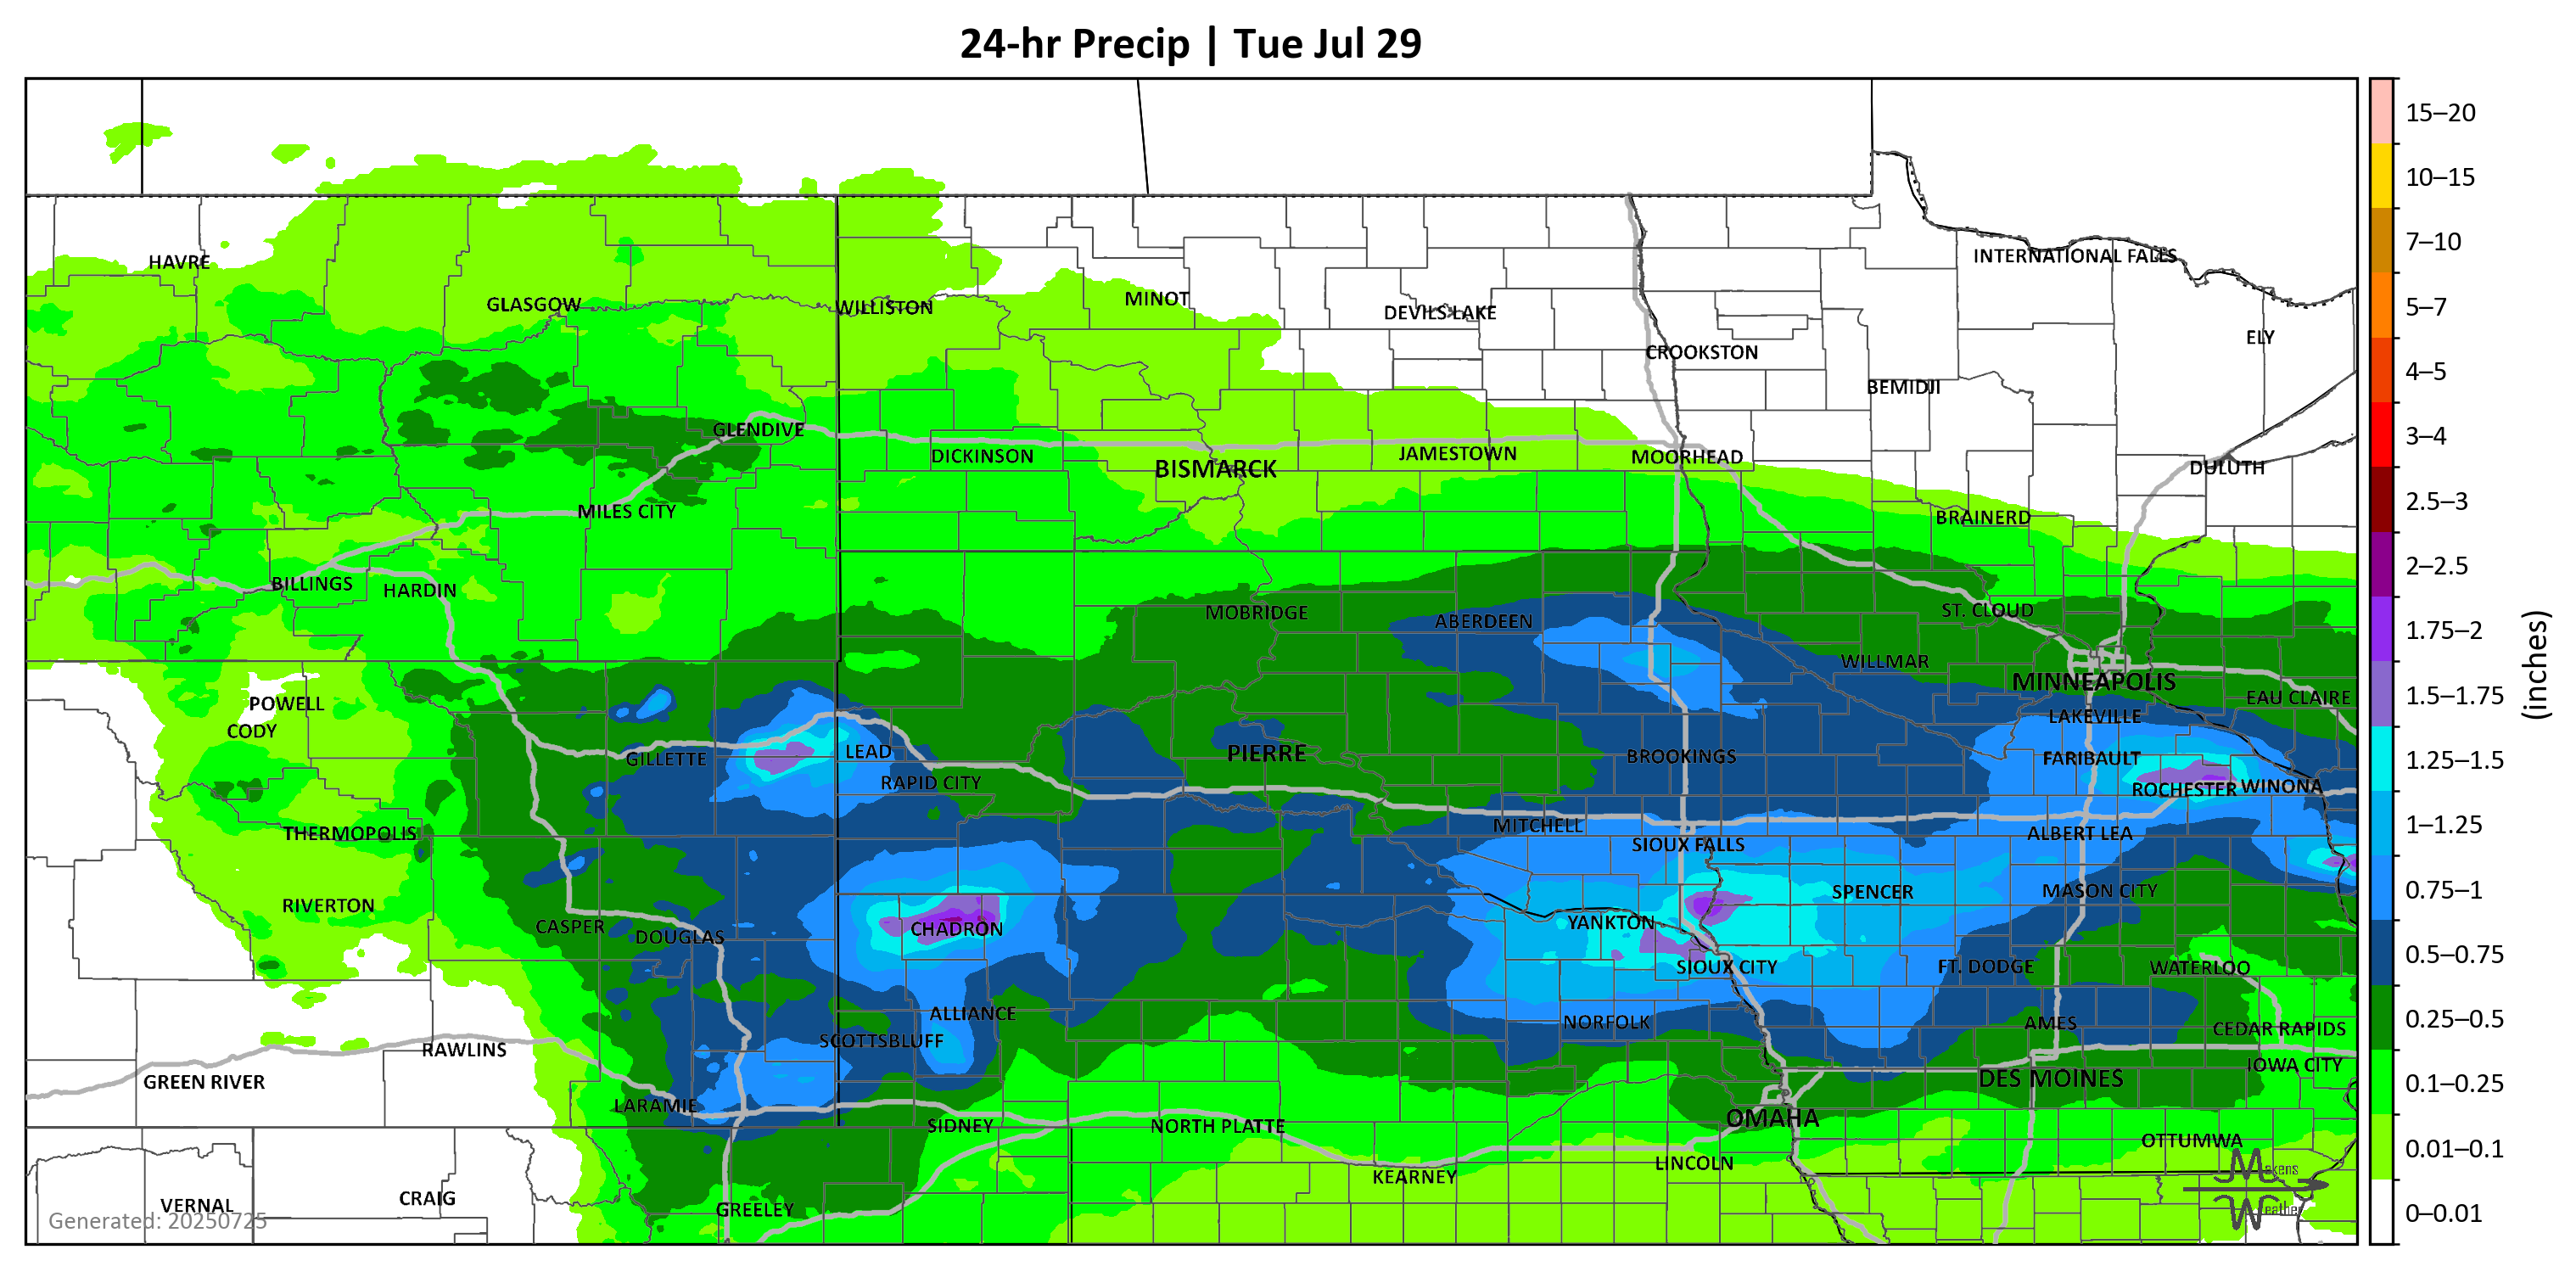 24-hr Precip | Tue Jul 29
15–20
10–15
7–10
5–7
4–5
3–4
2.5–3
2–2.5
1.75–2
1.5–1.75
1.25–1.5
1–1.25
0.75–1
0.5–0.75
0.25–0.5
0.1–0.25
0.01–0.1
0–0.01
(inches)
HAVRE
INTERNATIONAL FALLS
GLASGOW
WILLISTON
MINOT
DEVILS LAKE
ELY
CROOKSTON
BEMIDJI
GLENDIVE
DICKINSON
BISMARCK
JAMESTOWN
MOORHEAD
DULUTH
MILES CITY
BRAINERD
BILLINGS
HARDIN
MOBRIDGE
ABERDEEN
ST. CLOUD
WILLMAR
MINNEAPOLIS
EAU CLAIRE
POWELL
CODY
LAKEVILLE
GILLETTE
LEAD
RAPID CITY
PIERRE
BROOKINGS
FARIBAULT
ROCHESTER
WINONA
THERMOPOLIS
MITCHELL
SIOUX FALLS
ALBERT LEA
RIVERTON
SPENCER
MASON CITY
CASPER
DOUGLAS
CHADRON
YANKTON
SIOUX CITY
FT. DODGE
WATERLOO
ALLIANCE
SCOTTSBLUFF
NORFOLK
AMES
CEDAR RAPIDS
RAWLINS
GREEN RIVER
IOWA CITY
DES MOINES
LARAMIE
SIDNEY
NORTH PLATTE
OMAHA
OTTUMWA
KEARNEY
LINCOLN
VERNAL
CRAIG
GREELEY
Generated: 20250725
Makens
Weather